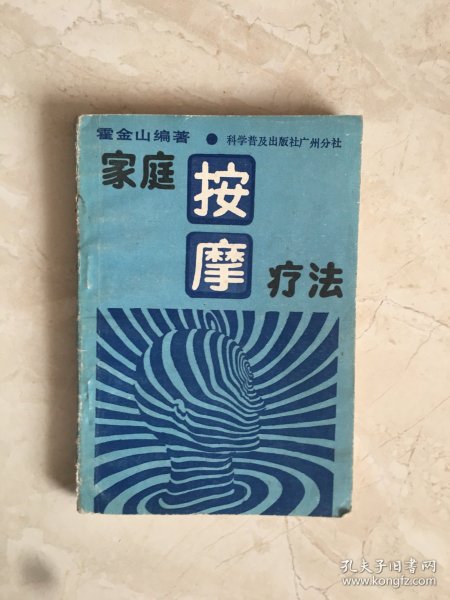 霍金山编著 ● 科学普及出版社广州分社
家庭
按
摩
疗法
孔夫子旧书网
www.kongfz.com